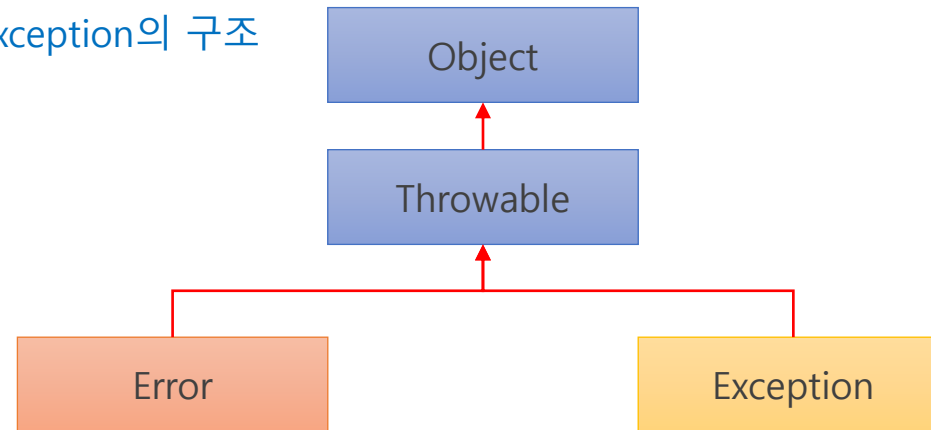 xception의 구조
Object
Throwable
Error
Exception